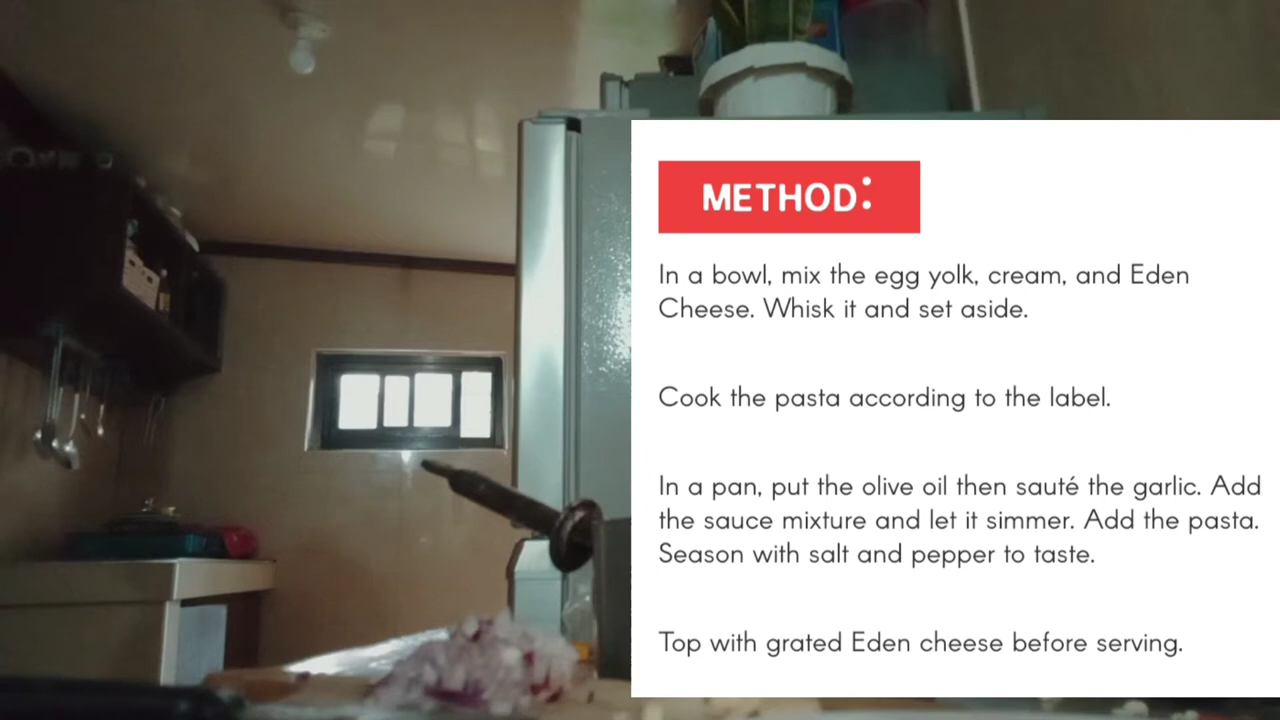 METHOD:
In a bowl, mix the egg yolk, cream, and Eden
Cheese. Whisk it and set aside.
Cook the pasta according to the label.
In a pan, put the olive oil then sauté the garlic. Add
the sauce mixture and let it simmer. Add the pasta.
Season with salt and pepper to taste.
Top with grated Eden cheese before serving.